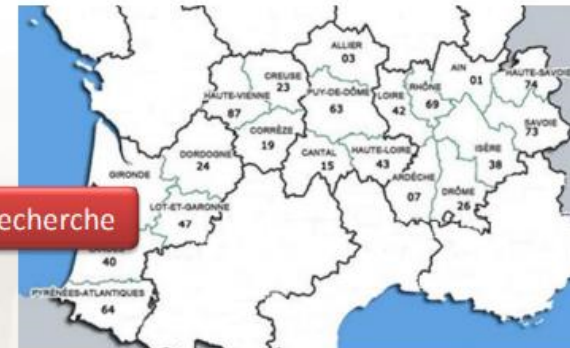 ALLIER
03
CREUSE
23
AIN
01
HAUTE-SAVOIE
74
HAUTE-VIENNE
87
PUY-DE-DÔME
63
LOIRE
42
RHÔNE
69
SAVOIE
73
CORRÈZE
19
DORDOGNE
24
CANTAL
15
HAUTE-LOIRE
43
ISÈRE
38
GIRONDE
ARDÈCHE
07
DRÔME
26
echerche
LOT-ET-GARONNE
47
40
PYRÉNÉES-ATLANTIQUES
64